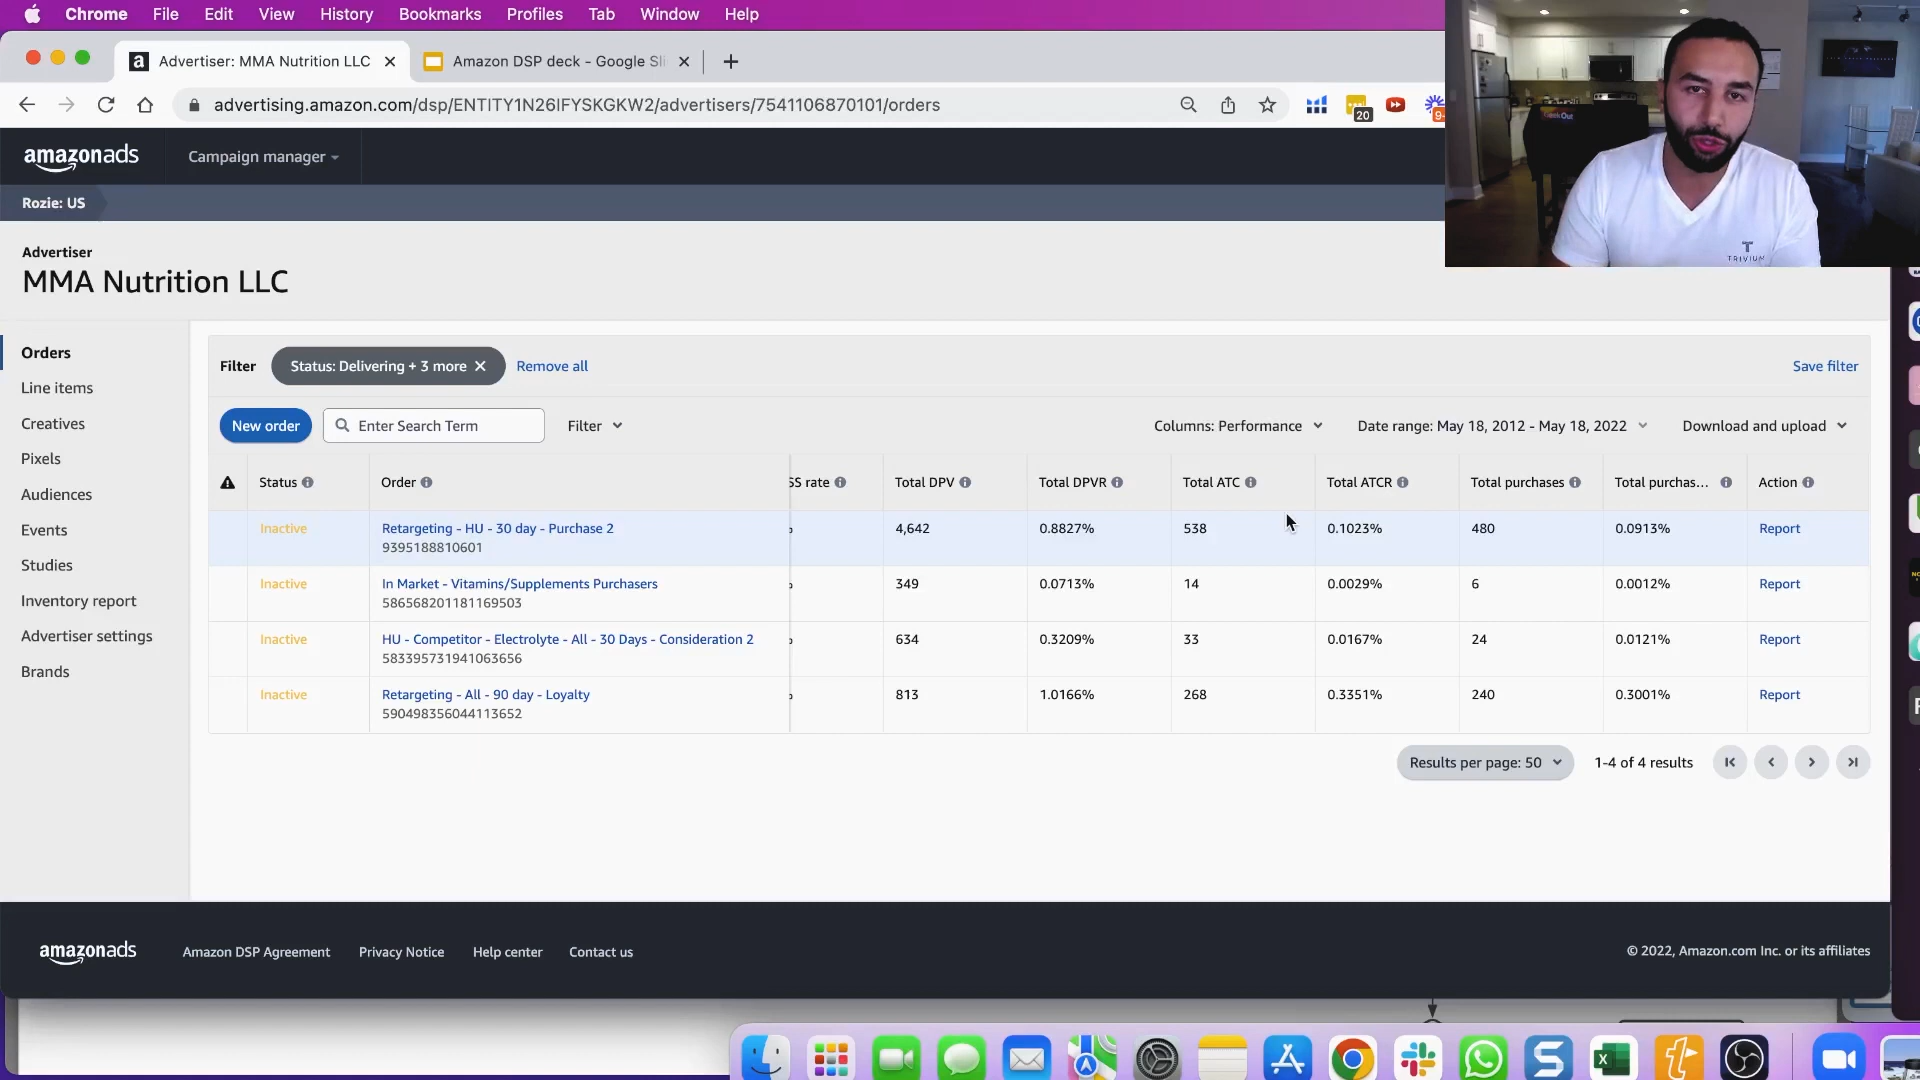 Chrome File Edit View History Bookmarks Profiles Tab Window Help
Advertiser: MMA Nutrition LLC
Amazon DSP deck - Google Sli
advertising.amazon.com/dsp/ENTITY1N26IFYSKGKW2/advertisers/7541106870101/orders
20
9
amazonads
Campaign manager
Rozie: US
TRIVIUM
Advertiser
MMA Nutrition LLC
Orders
Line items
Creatives
Pixels
Audiences
Events
Studies
Inventory report
Advertiser settings
Brands
Filter Status: Delivering + 3 more Remove all Save filter
New order Enter Search Term Filter Columns: Performance Date range: May 18, 2012 - May 18, 2022 Download and upload
Status Order SS rate Total DPV Total DPVR Total ATC Total ATCR Total purchases Total purchas... Action
Inactive Retargeting - HU - 30 day - Purchase 2 4,642 0.8827% 538 0.1023% 480 0.0913% Report
9395188810601
Inactive In Market - Vitamins/Supplements Purchasers 349 0.0713% 14 0.0029% 6 0.0012% Report
586568201181169503
Inactive HU - Competitor - Electrolyte - All - 30 Days - Consideration 2 634 0.3209% 33 0.0167% 24 0.0121% Report
583395731941063656
Inactive Retargeting - All - 90 day - Loyalty 813 1.0166% 268 0.3351% 240 0.3001% Report
590498356044113652
Results per page: 50 1-4 of 4 results
amazonads Amazon DSP Agreement Privacy Notice Help center Contact us © 2022, Amazon.com Inc. or its affiliates